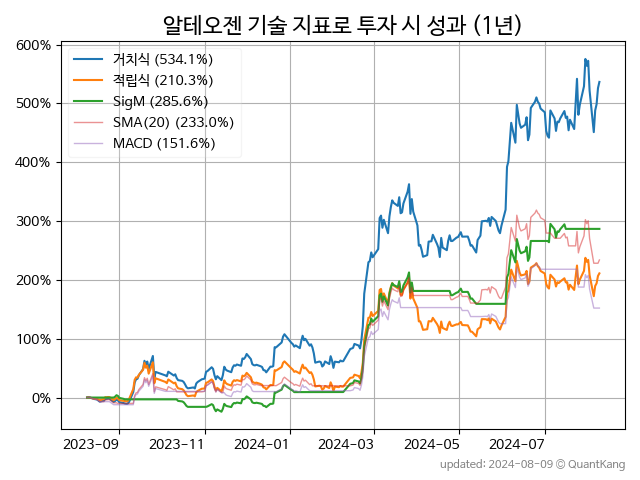 알테오젠 기술 지표로 투자 시 성과 (1년)
600%
500%
400%
300%
200%
100%
0%
거치식 (534.1%)
적립식 (210.3%)
SigM (285.6%)
SMA(20) (233.0%)
MACD (151.6%)
2023-09
2023-11
2024-01
2024-03
2024-05
2024-07
updated: 2024-08-09 © QuantKang